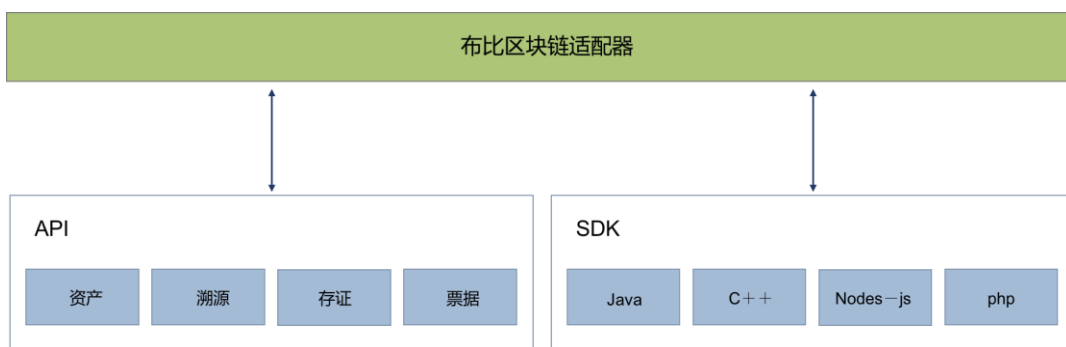 布比区块链适配器
API
资产
溯源
存证
票据
SDK
Java
C++
Nodes-js
php